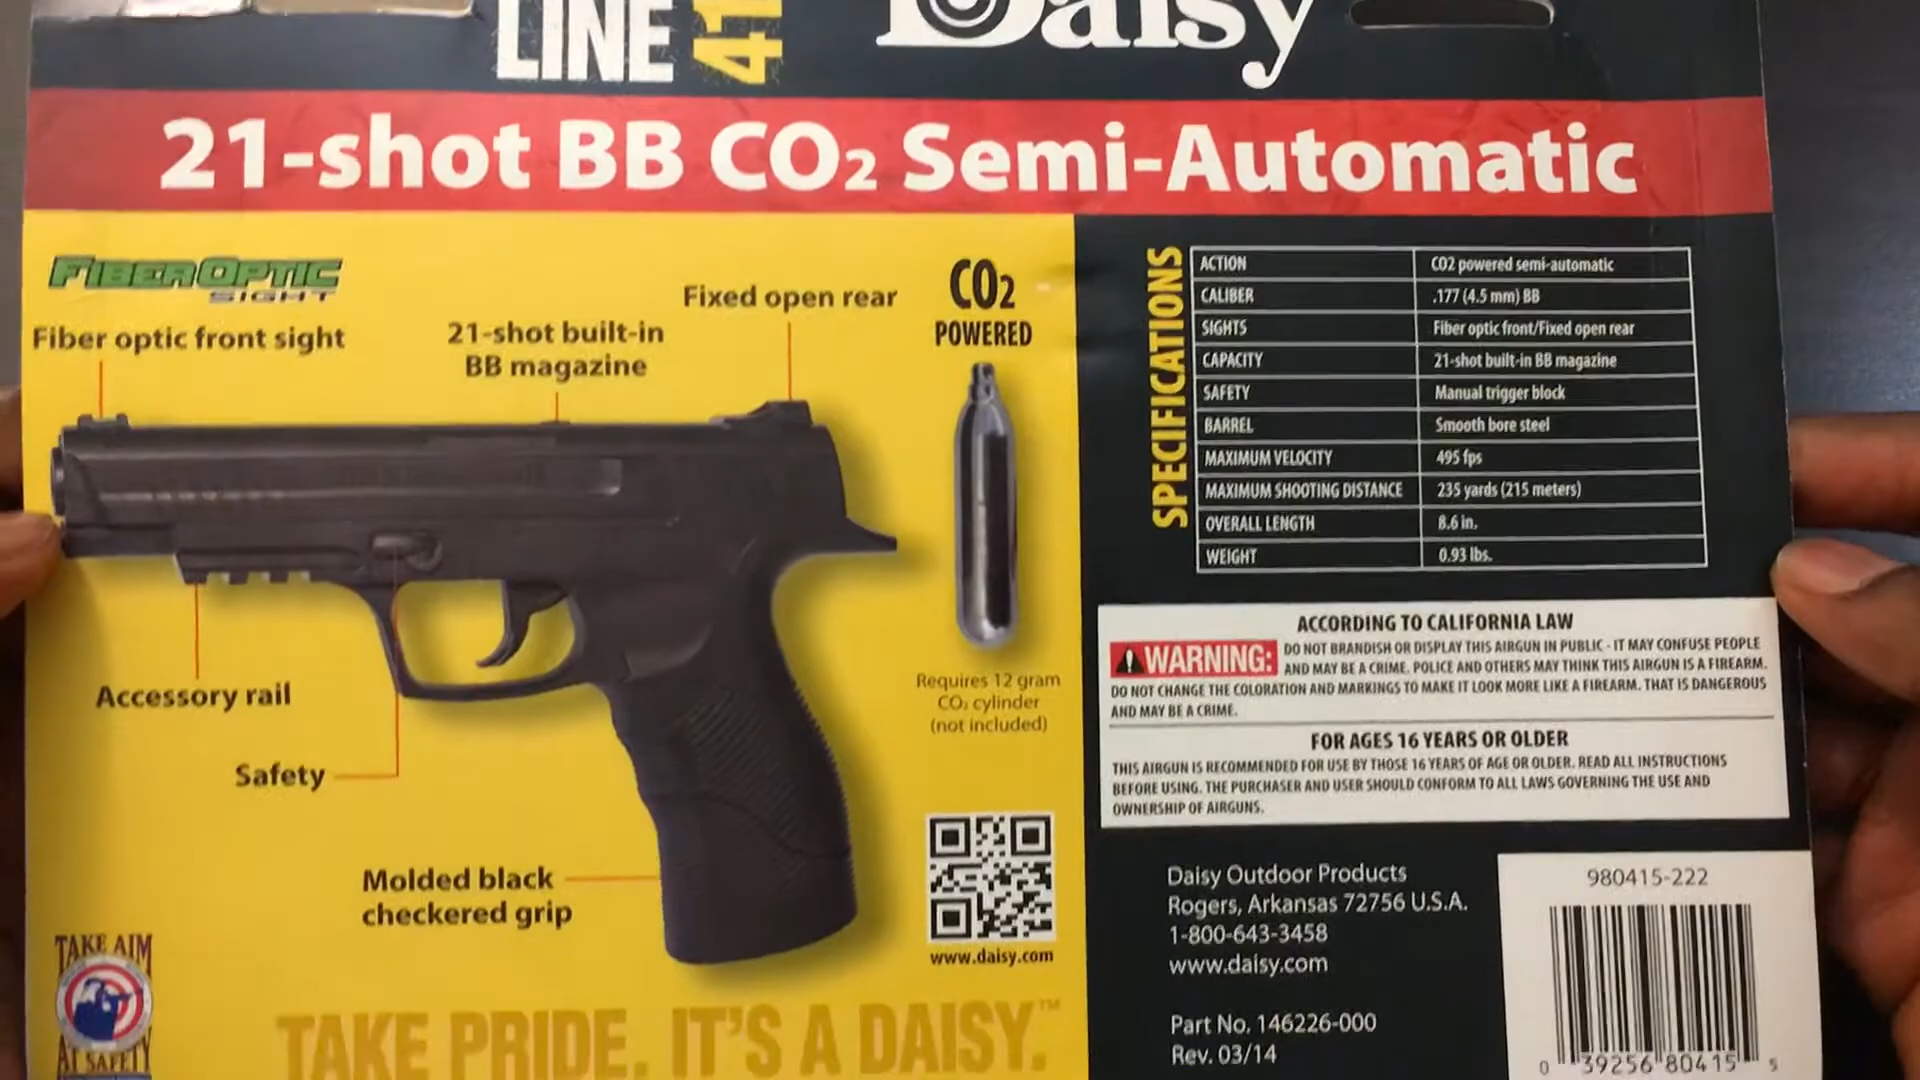 LINE 41
Daisy
21-shot BB CO2 Semi-Automatic
FIBER OPTIC
SIGHT
Fiber optic front sight
21-shot built-in
BB magazine
Fixed open rear
CO2
POWERED
Requires 12 gram
CO2 cylinder
(not included)
Accessory rail
Safety
Molded black
checkered grip
www.daisy.com
TAKE AIM
AT SAFETY
TAKE PRIDE. IT'S A DAISY.™
SPECIFICATIONS
ACTION CO2 powered semi-automatic
CALIBER .177 (4.5 mm) BB
SIGHTS Fiber optic front/Fixed open rear
CAPACITY 21-shot built-in BB magazine
SAFETY Manual trigger block
BARREL Smooth bore steel
MAXIMUM VELOCITY 495 fps
MAXIMUM SHOOTING DISTANCE 235 yards (215 meters)
OVERALL LENGTH 8.6 in.
WEIGHT 0.93 lbs.
ACCORDING TO CALIFORNIA LAW
WARNING: DO NOT BRANDISH OR DISPLAY THIS AIRGUN IN PUBLIC - IT MAY CONFUSE PEOPLE
AND MAY BE A CRIME. POLICE AND OTHERS MAY THINK THIS AIRGUN IS A FIREARM.
DO NOT CHANGE THE COLORATION AND MARKINGS TO MAKE IT LOOK MORE LIKE A FIREARM. THAT IS DANGEROUS
AND MAY BE A CRIME.
FOR AGES 16 YEARS OR OLDER
THIS AIRGUN IS RECOMMENDED FOR USE BY THOSE 16 YEARS OF AGE OR OLDER. READ ALL INSTRUCTIONS
BEFORE USING. THE PURCHASER AND USER SHOULD CONFORM TO ALL LAWS GOVERNING THE USE AND
OWNERSHIP OF AIRGUNS.
Daisy Outdoor Products
Rogers, Arkansas 72756 U.S.A.
1-800-643-3458
www.daisy.com
Part No. 146226-000
Rev. 03/14
980415-222
0 39256 80415 5